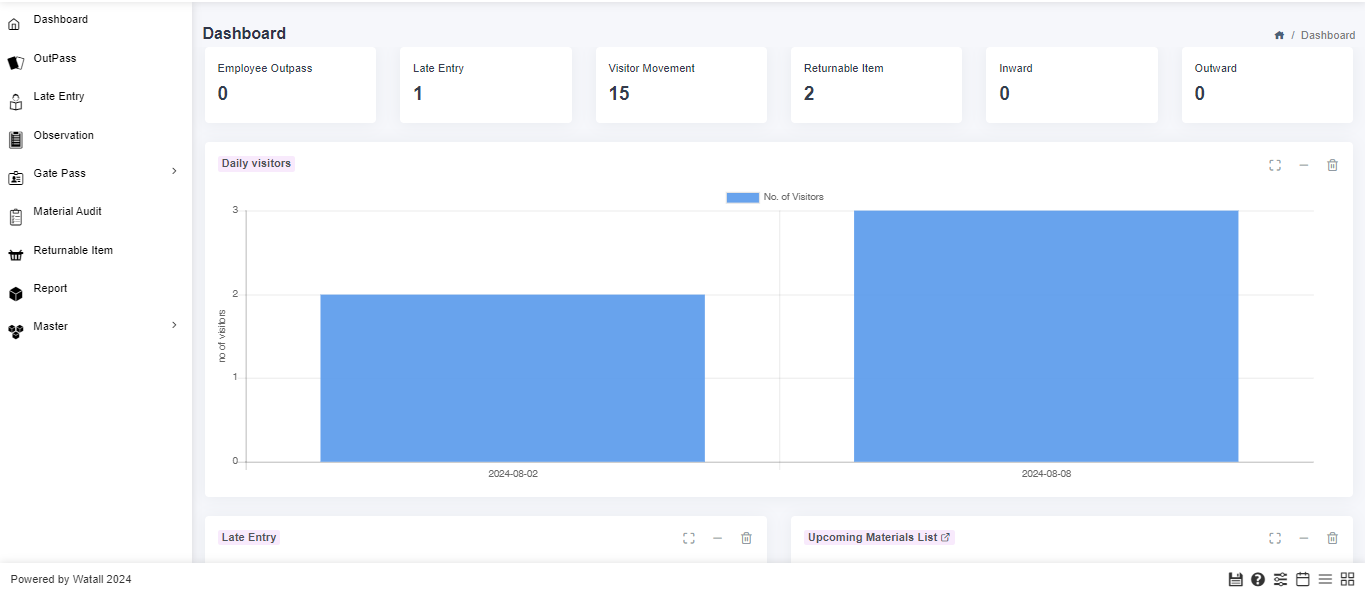 Dashboard
OutPass
Late Entry
Observation
Gate Pass
Material Audit
Returnable Item
Report
Master
Dashboard
/ Dashboard
Employee Outpass
0
Late Entry
1
Visitor Movement
15
Returnable Item
2
Inward
0
Outward
0
Daily visitors
No. of Visitors
3
2
1
0
no of visitors
2024-08-02
2024-08-08
Late Entry
Upcoming Materials List
Powered by Watall 2024